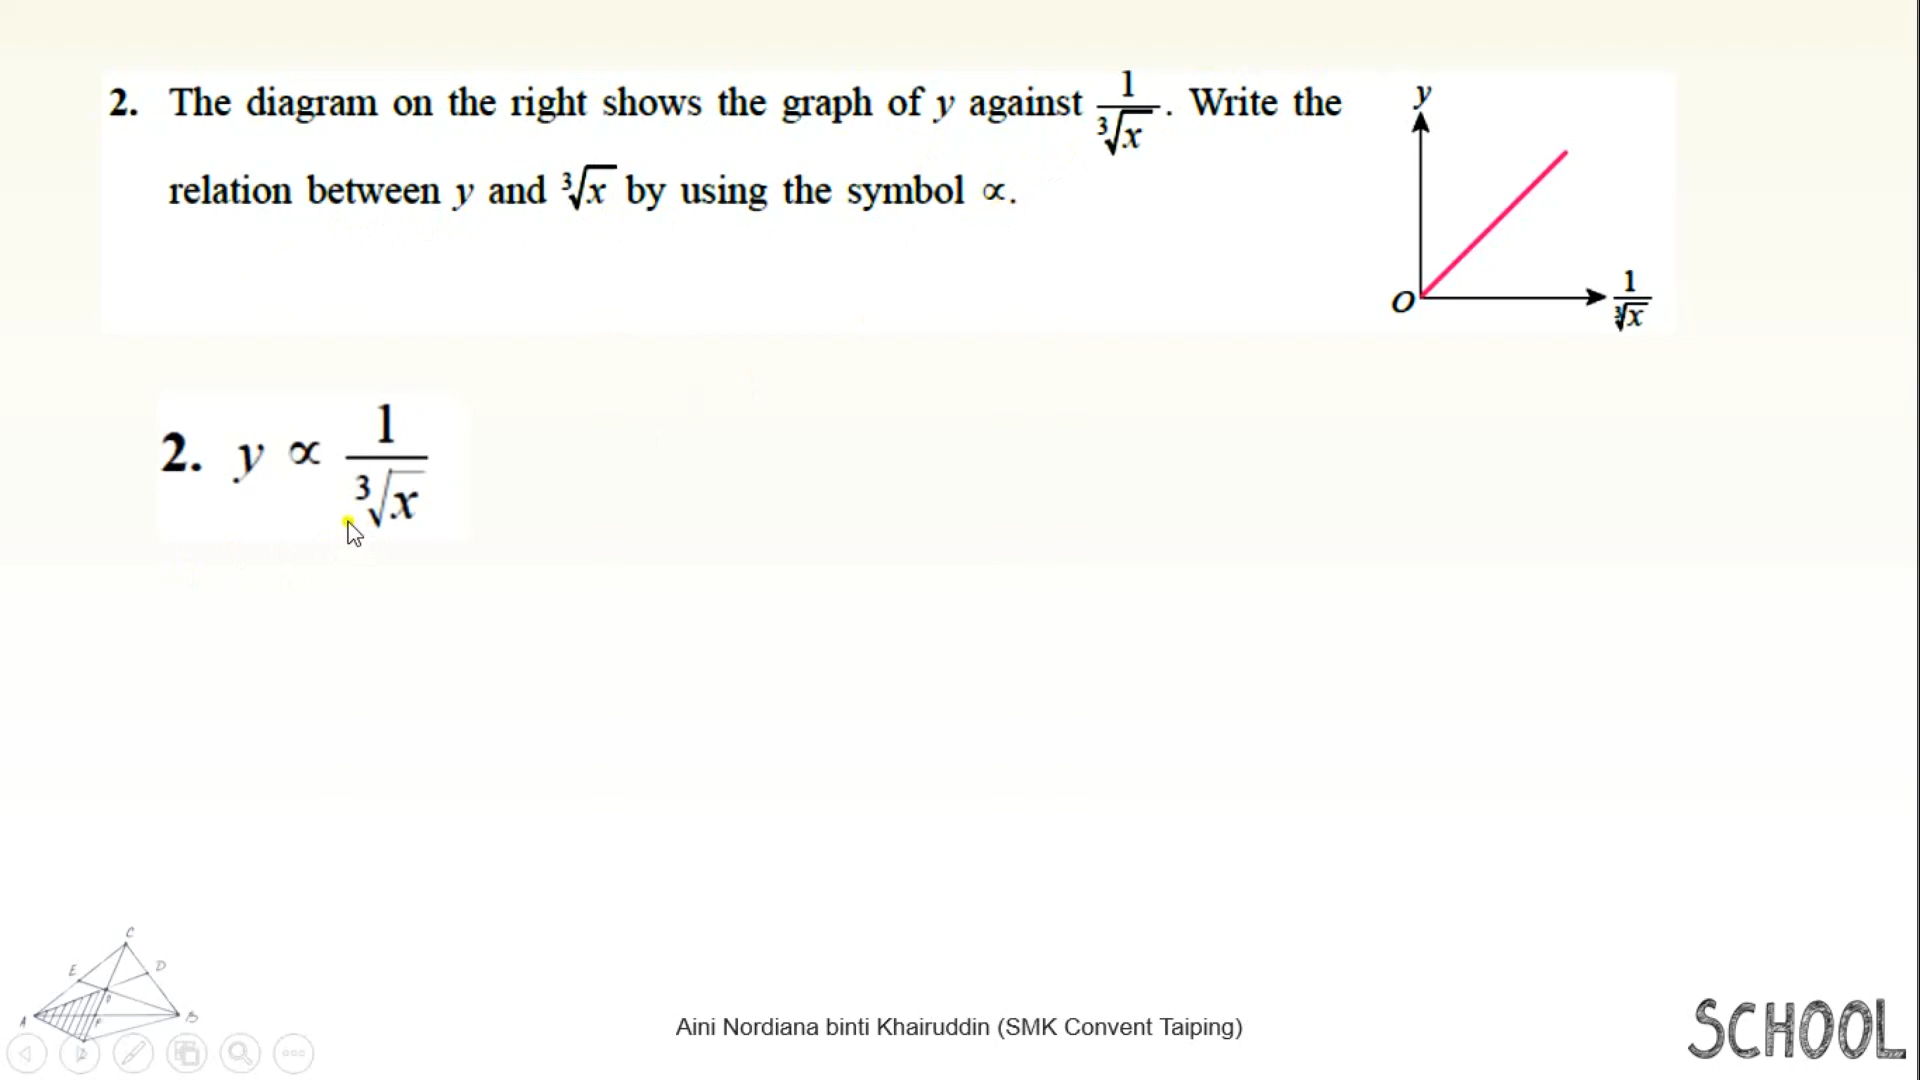 2. The diagram on the right shows the graph of y against 1/∛x. Write the
relation between y and ∛x by using the symbol ∝.
y
O
1/∛x
2. y ∝ 1/∛x
C
E
D
A
B
Aini Nordiana binti Khairuddin (SMK Convent Taiping)
SCHOOL